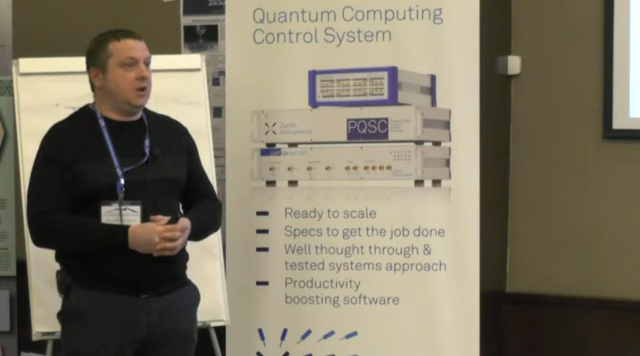 Quantum Computing
Control System
Zurich
Instruments
PQSC
Ready to scale
Specs to get the job done
Well thought through &
tested systems approach
Productivity
boosting software